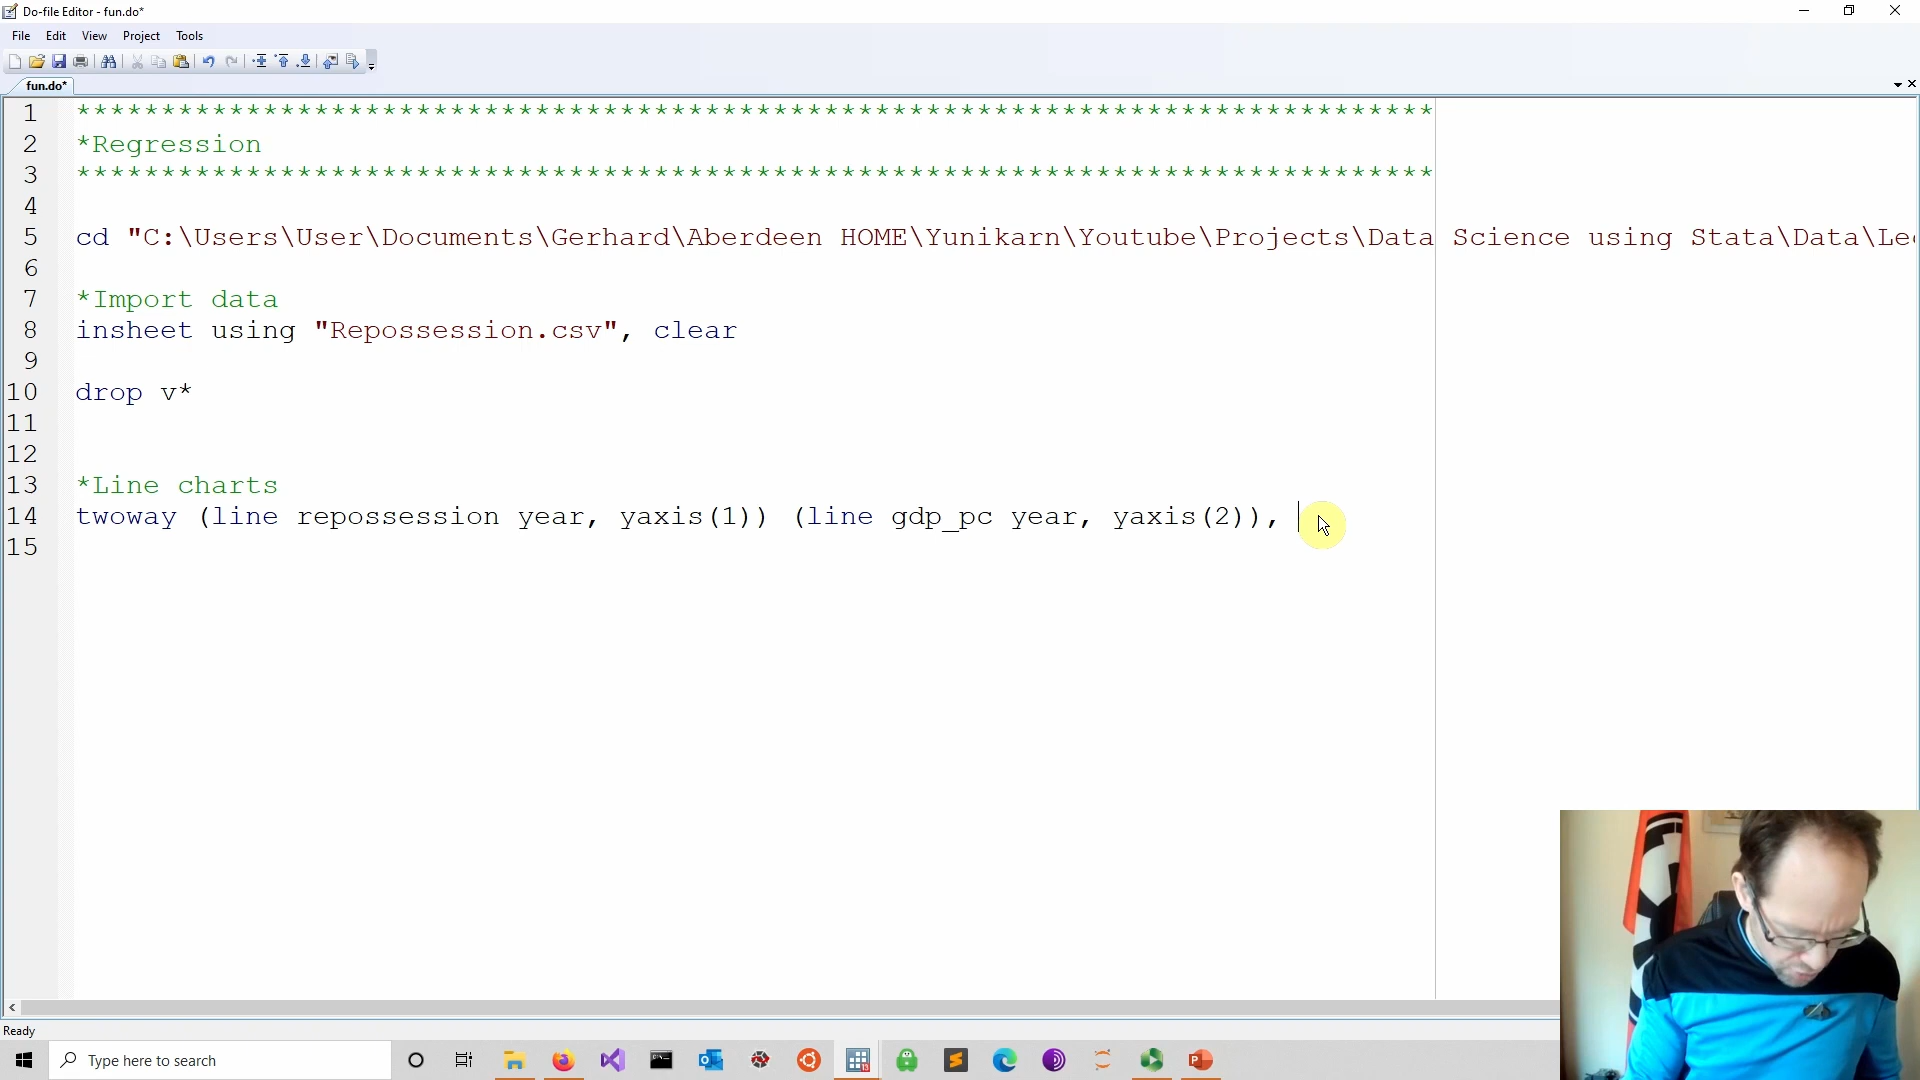 Do-file Editor - fun.do*
File Edit View Project Tools
fun.do*
1 ********************************************************************************
2 *Regression
3 ********************************************************************************
4
5 cd "C:\Users\User\Documents\Gerhard\Aberdeen HOME\Yunikarn\Youtube\Projects\Data Science using Stata\Data\Le
6
7 *Import data
8 insheet using "Repossession.csv", clear
9
10 drop v*
11
12
13 *Line charts
14 twoway (line repossession year, yaxis(1)) (line gdp_pc year, yaxis(2)),
15
Ready
Type here to search